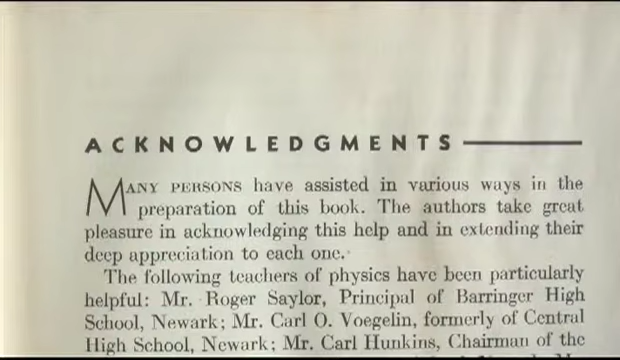 ACKNOWLEDGMENTS
MANY PERSONS have assisted in various ways in the
preparation of this book. The authors take great
pleasure in acknowledging this help and in extending their
deep appreciation to each one.
The following teachers of physics have been particularly
helpful: Mr. Roger Saylor, Principal of Barringer High
School, Newark; Mr. Carl O. Voegelin, formerly of Central
High School, Newark; Mr. Carl Hunkins, Chairman of the